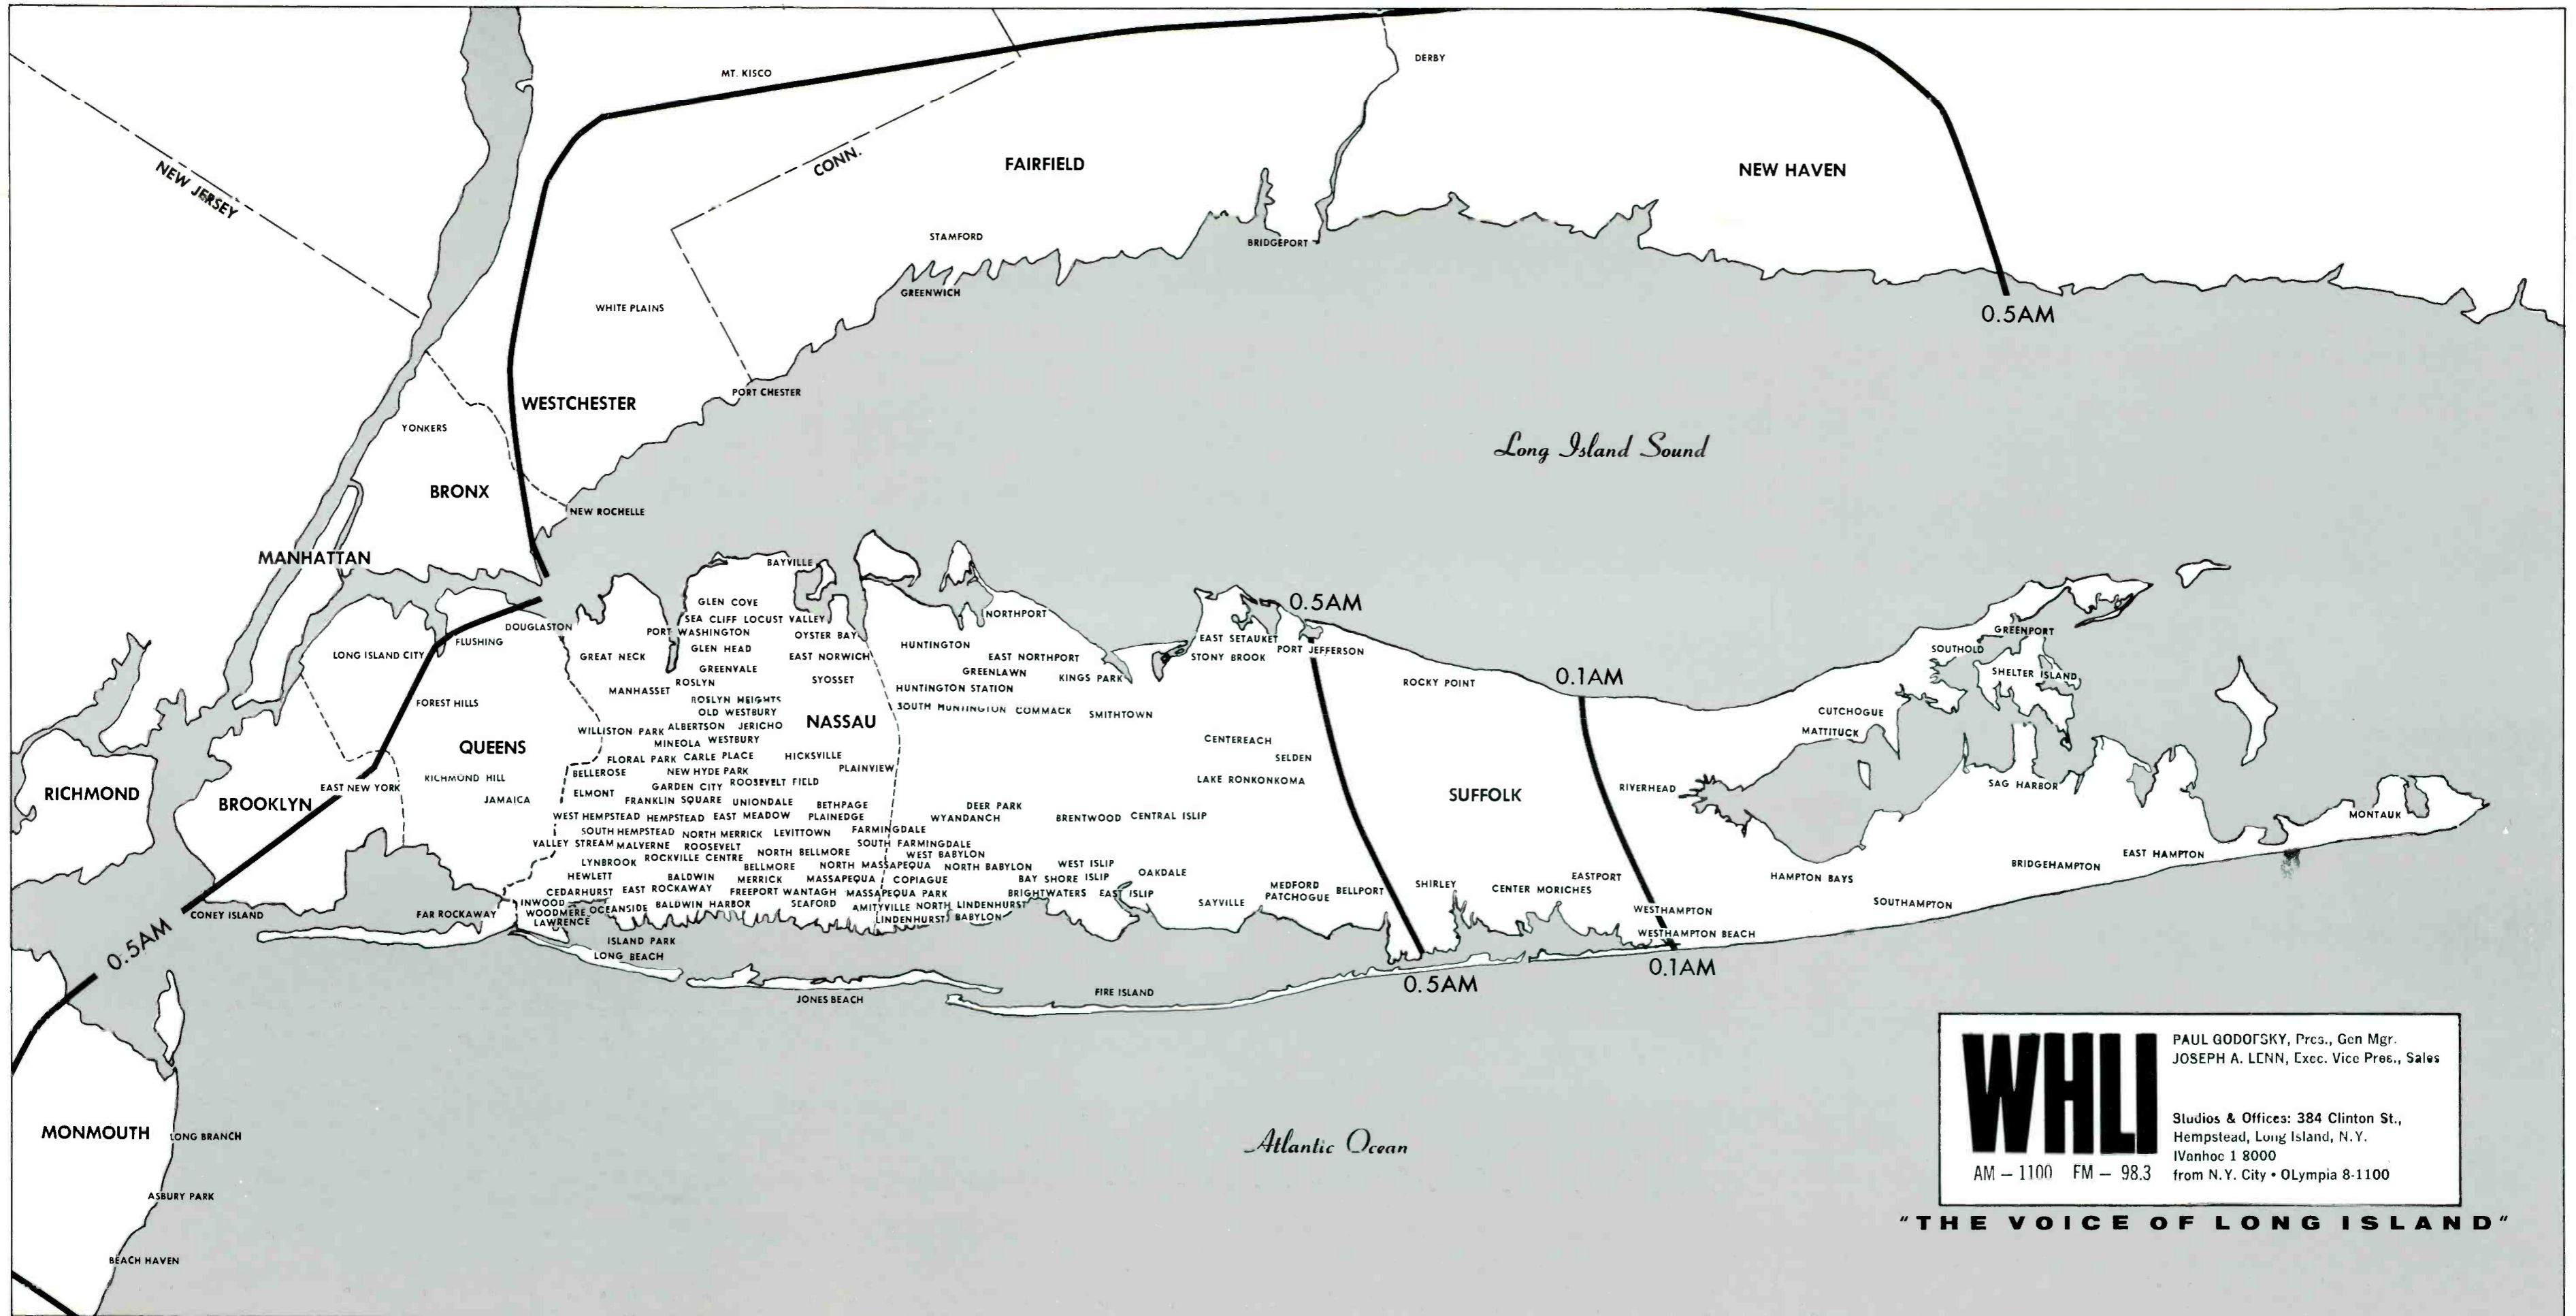 MT. KISCO
DERBY
NEW JERSEY
CONN.
FAIRFIELD
NEW HAVEN
STAMFORD
BRIDGEPORT
GREENWICH
WHITE PLAINS
0.5AM
PORT CHESTER
WESTCHESTER
YONKERS
Long Island Sound
BRONX
NEW ROCHELLE
MANHATTAN
BAYVILLE
GLEN COVE
0.5AM
NORTHPORT
SEA CLIFF LOCUST VALLEY
DOUGLASTON
PORT WASHINGTON
OYSTER BAY
GREENPORT
FLUSHING
EAST SETAUKET
HUNTINGTON
GLEN HEAD
SOUTHOLD
PORT JEFFERSON
LONG ISLAND CITY
GREAT NECK
EAST NORWICH
EAST NORTHPORT
STONY BROOK
GREENVALE
GREENLAWN
SHELTER ISLAND
0.1AM
KINGS PARK
SYOSSET
ROSLYN
ROCKY POINT
MANHASSET
HUNTINGTON STATION
ROSLYN HEIGHTS
FOREST HILLS
SOUTH HUNTINGTON COMMACK
SMITHTOWN
OLD WESTBURY
CUTCHOGUE
NASSAU
ALBERTSON JERICHO
WILLISTON PARK
MATTITUCK
MINEOLA WESTBURY
CENTEREACH
QUEENS
FLORAL PARK CARLE PLACE
HICKSVILLE
SELDEN
BELLEROSE
NEW HYDE PARK
PLAINVIEW
RICHMOND HILL
GARDEN CITY ROOSEVELT FIELD
LAKE RONKONKOMA
SAG HARBOR
EAST NEW YORK
RIVERHEAD
RICHMOND
ELMONT
SUFFOLK
JAMAICA
FRANKLIN SQUARE UNIONDALE
BETHPAGE
DEER PARK
BROOKLYN
WEST HEMPSTEAD HEMPSTEAD EAST MEADOW PLAINEDGE
WYANDANCH
BRENTWOOD CENTRAL ISLIP
MONTAUK
SOUTH HEMPSTEAD NORTH MERRICK LEVITTOWN
FARMINGDALE
VALLEY STREAM MALVERNE ROOSEVELT
SOUTH FARMINGDALE
ROCKVILLE CENTRE NORTH BELLMORE
WEST BABYLON
EAST HAMPTON
LYNBROOK
BELLMORE
NORTH MASSAPEQUA NORTH BABYLON
WEST ISLIP
BRIDGEHAMPTON
OAKDALE
HEWLETT
BALDWIN
MERRICK
MASSAPEQUA COPIAGUE
BAY SHORE ISLIP
EASTPORT
HAMPTON BAYS
CEDARHURST EAST ROCKAWAY FREEPORT WANTAGH MASSAPEQUA PARK
BRIGHTWATERS EAST ISLIP
MEDFORD
PATCHOGUE
BELLPORT
SHIRLEY
CENTER MORICHES
INWOOD
OCEANSIDE BALDWIN HARBOR
SEAFORD
AMITYVILLE NORTH LINDENHURST
SAYVILLE
SOUTHAMPTON
WOODMERE
WESTHAMPTON
CONEY ISLAND
FAR ROCKAWAY
LAWRENCE
LINDENHURST BABYLON
WESTHAMPTON BEACH
0.5AM
ISLAND PARK
LONG BEACH
0.1AM
0.5AM
FIRE ISLAND
JONES BEACH
MONMOUTH
LONG BRANCH
Atlantic Ocean
ASBURY PARK
BEACH HAVEN
WHLI
AM – 1100 FM – 98.3
PAUL GODOFSKY, Pres., Gen Mgr.
JOSEPH A. LENN, Exec. Vice Pres., Sales
Studios & Offices: 384 Clinton St.,
Hempstead, Long Island, N.Y.
IVanhoe 1 8000
from N.Y. City • OLympia 8-1100
"THE VOICE OF LONG ISLAND"